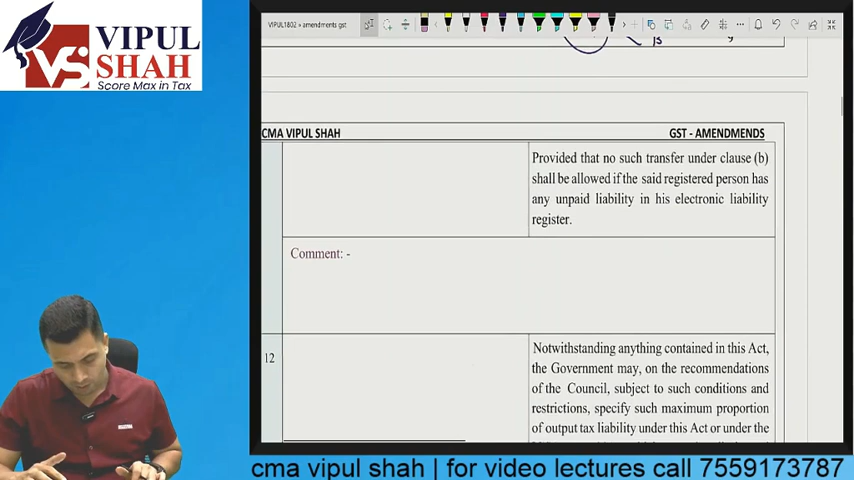 VIPUL
SHAH
VS
Score Max in Tax
VIPUL1802 + amendments gst
CMA VIPUL SHAH
GST - AMENDMENDS
Provided that no such transfer under clause (b)
shall be allowed if the said registered person has
any unpaid liability in his electronic liability
register.
Comment: -
12
Notwithstanding anything contained in this Act,
the Government may, on the recommendations
of the Council, subject to such conditions and
restrictions, specify such maximum proportion
of output tax liability under this Act or under the
cma vipul shah | for video lectures call 7559173787